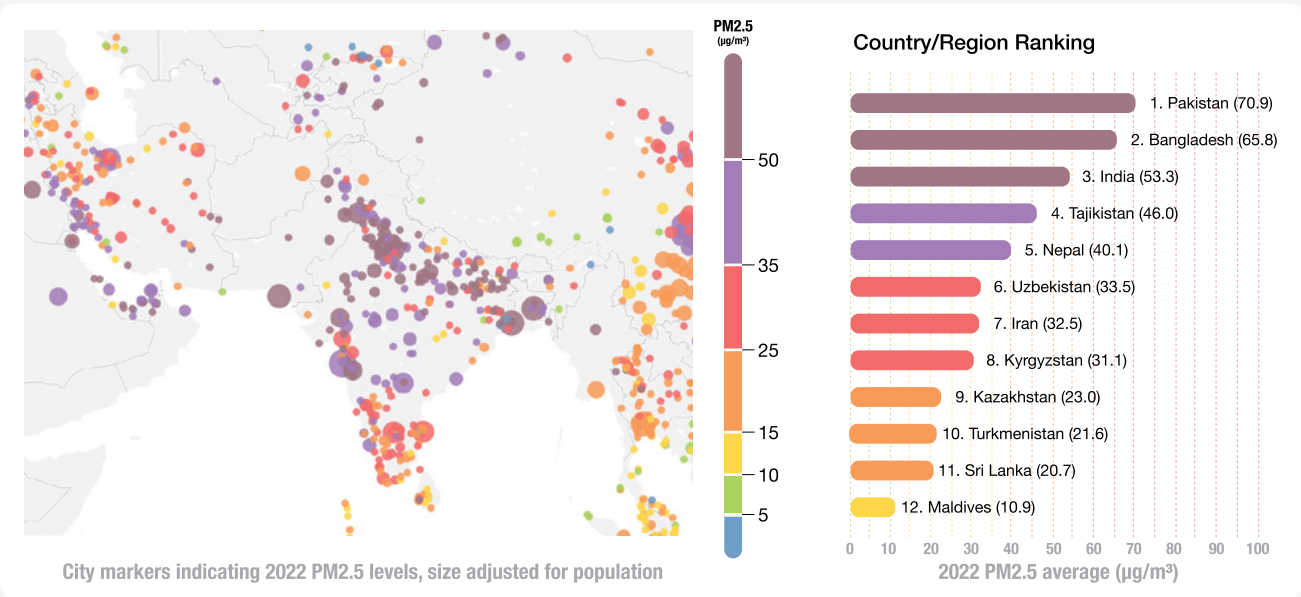 PM2.5
(µg/m³)
50
35
25
15
10
5
City markers indicating 2022 PM2.5 levels, size adjusted for population
Country/Region Ranking
1. Pakistan (70.9)
2. Bangladesh (65.8)
3. India (53.3)
4. Tajikistan (46.0)
5. Nepal (40.1)
6. Uzbekistan (33.5)
7. Iran (32.5)
8. Kyrgyzstan (31.1)
9. Kazakhstan (23.0)
10. Turkmenistan (21.6)
11. Sri Lanka (20.7)
12. Maldives (10.9)
0 10 20 30 40 50 60 70 80 90 100
2022 PM2.5 average (µg/m³)